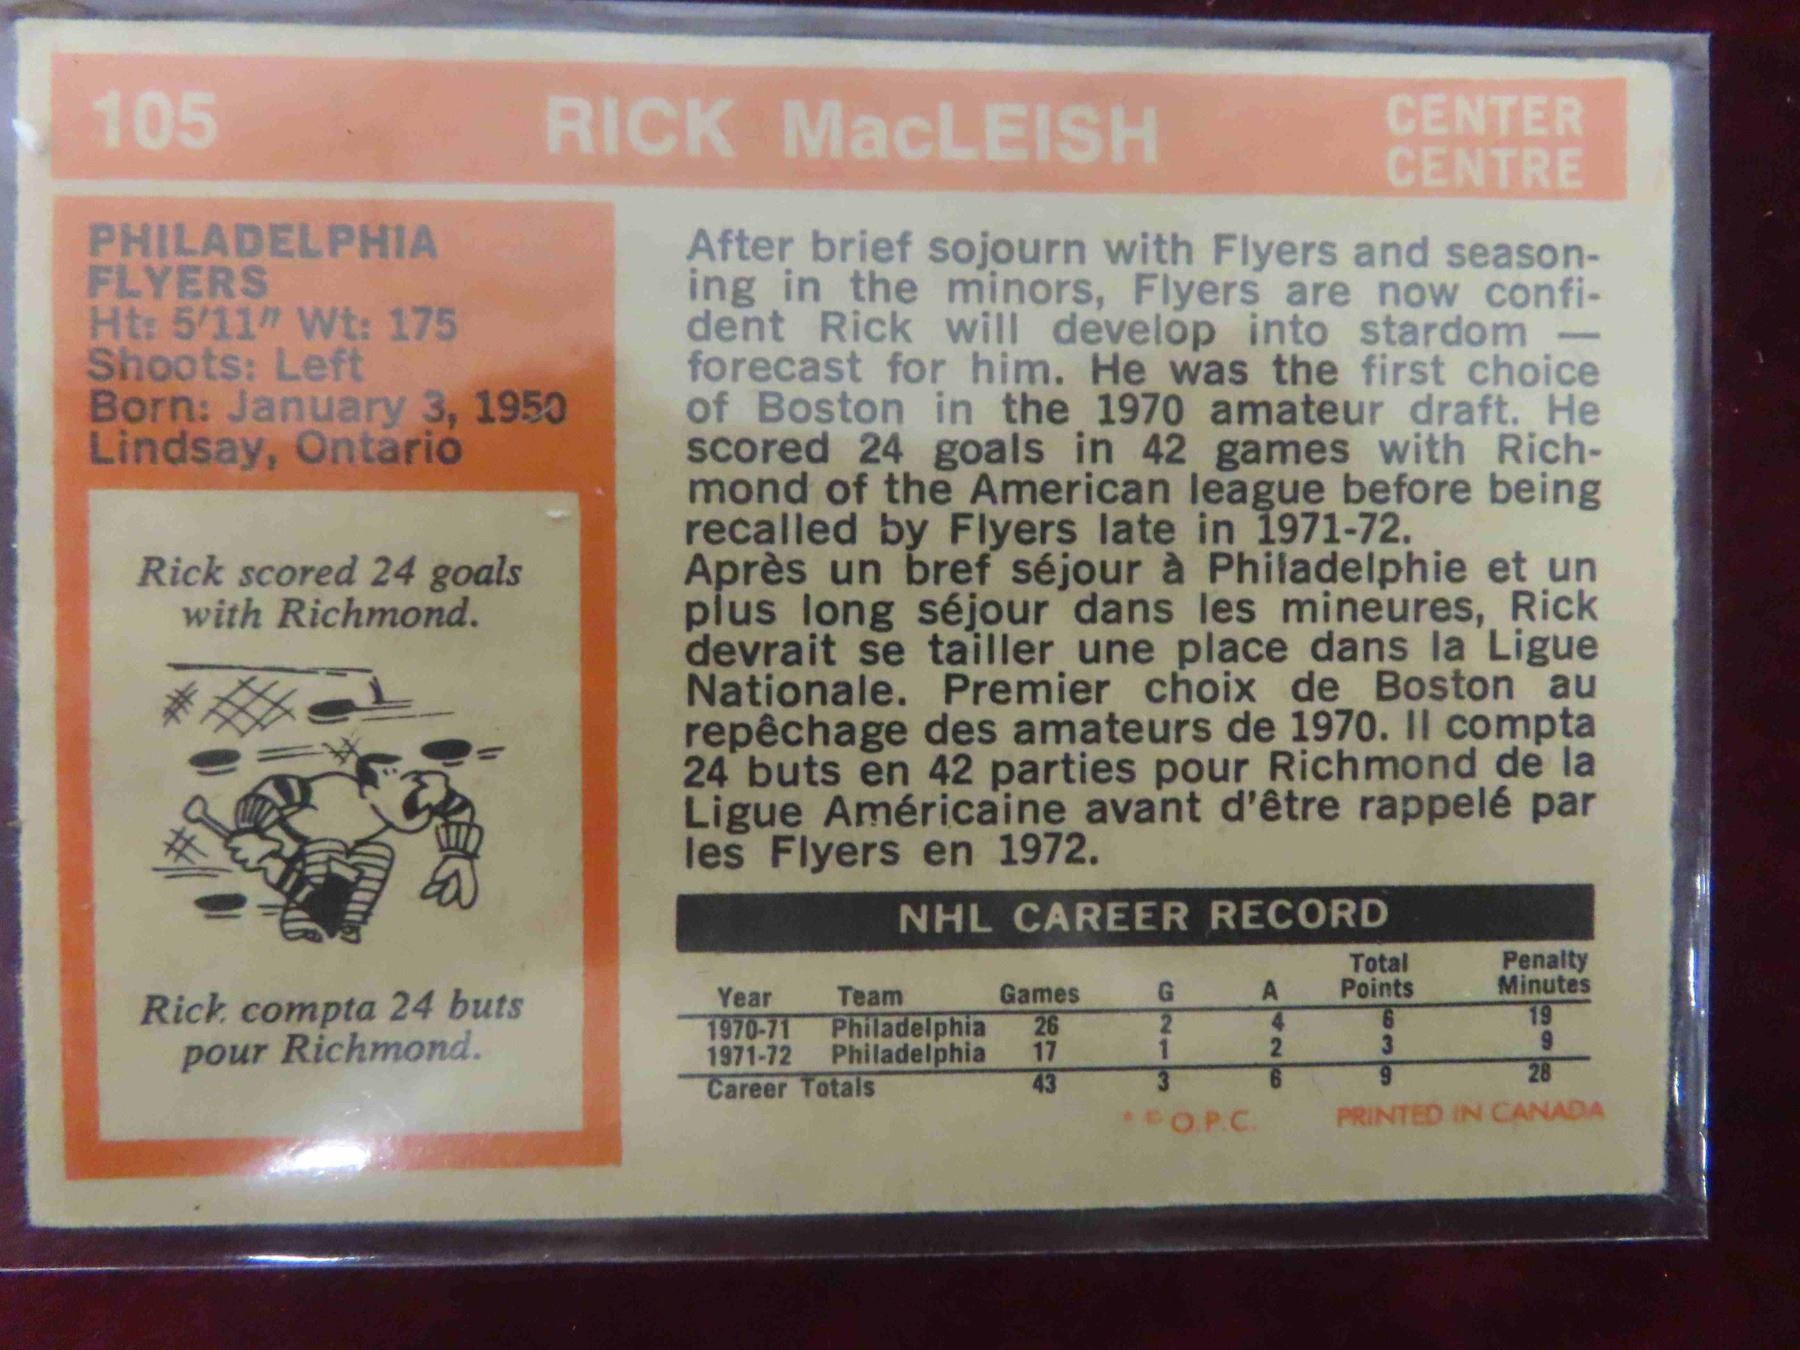 105 RICK MacLEISH CENTER
CENTRE
PHILADELPHIA
FLYERS
Ht: 5'11" Wt: 175
Shoots: Left
Born: January 3, 1950
Lindsay, Ontario
Rick scored 24 goals
with Richmond.
Rick compta 24 buts
pour Richmond.
After brief sojourn with Flyers and season-
ing in the minors, Flyers are now confi-
dent Rick will develop into stardom —
forecast for him. He was the first choice
of Boston in the 1970 amateur draft. He
scored 24 goals in 42 games with Rich-
mond of the American league before being
recalled by Flyers late in 1971-72.
Après un bref séjour à Philadelphie et un
plus long séjour dans les mineures, Rick
devrait se tailler une place dans la Ligue
Nationale. Premier choix de Boston au
repêchage des amateurs de 1970. Il compta
24 buts en 42 parties pour Richmond de la
Ligue Américaine avant d'être rappelé par
les Flyers en 1972.
NHL CAREER RECORD
Year Team Games G A Total Points Penalty Minutes
1970-71 Philadelphia 26 2 4 6 19
1971-72 Philadelphia 17 1 2 3 9
Career Totals 43 3 6 9 28
* © O.P.C. PRINTED IN CANADA